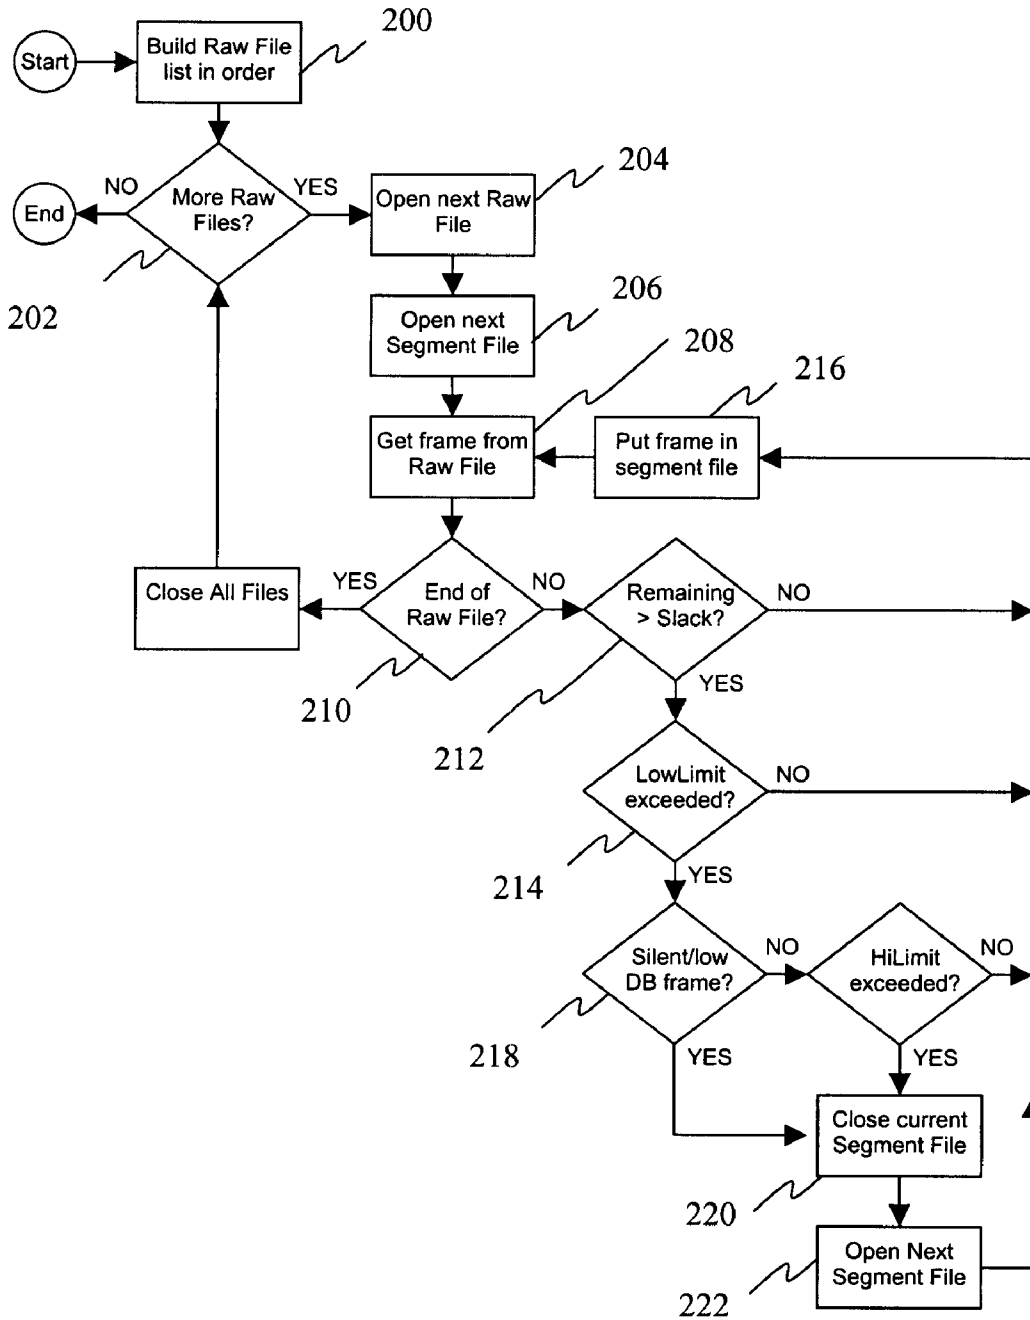 200
Start
Build Raw File
list in order
NO
YES
204
End
More Raw
Files?
Open next Raw
File
202
206
Open next
Segment File
208
216
Get frame from
Raw File
Put frame in
segment file
YES
NO
NO
Close All Files
End of
Raw File?
Remaining
> Slack?
210
212
YES
LowLimit
exceeded?
NO
214
YES
Silent/low
DB frame?
NO
HiLimit
exceeded?
NO
218
YES
YES
Close current
Segment File
220
Open Next
Segment File
222